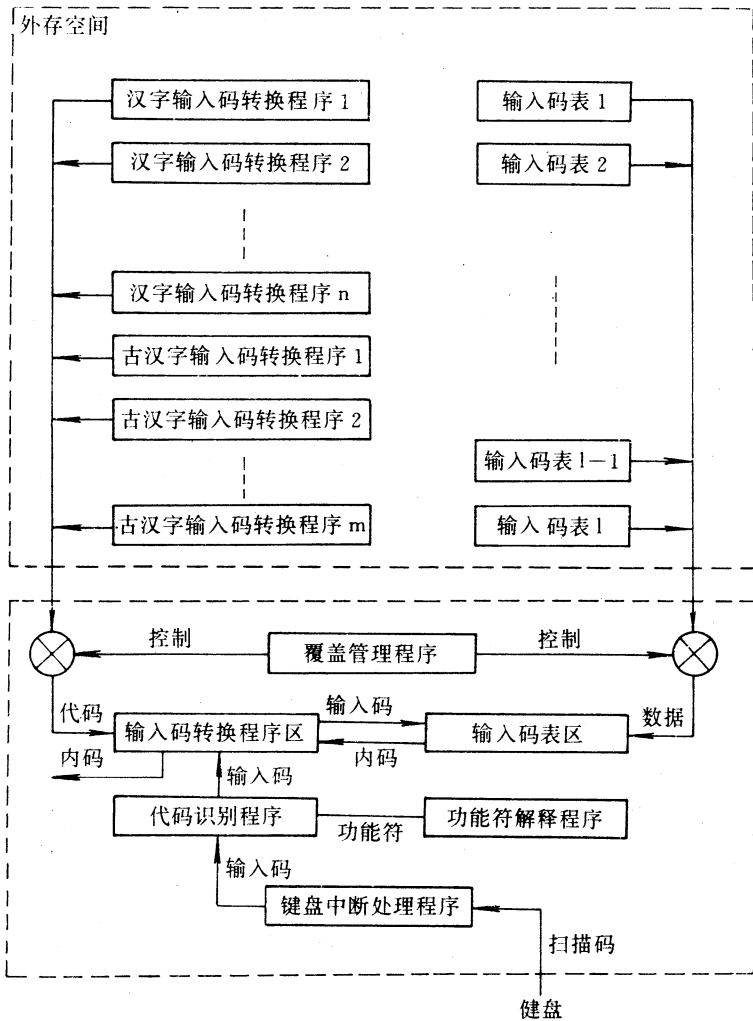 外存空间
汉字输入码转换程序1
输入码表1
汉字输入码转换程序2
输入码表2
汉字输入码转换程序n
古汉字输入码转换程序1
古汉字输入码转换程序2
输入码表l-1
古汉字输入码转换程序m
输入码表l
控制
覆盖管理程序
控制
代码
输入码
数据
输入码转换程序区
输入码表区
内码
内码
输入码
代码识别程序
功能符
功能符解释程序
输入码
键盘中断处理程序
扫描码
健盘